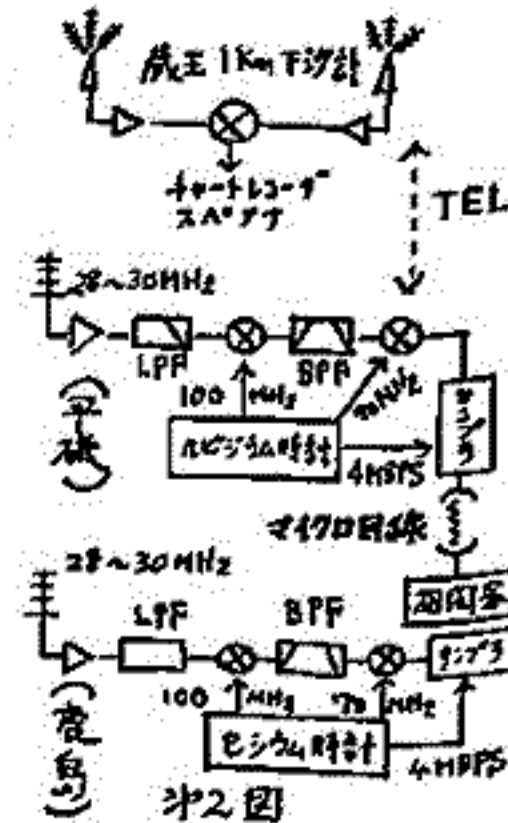 蔵王 1Km 干渉計
チャートレコーダー
スペアナ
TEL
28~30MHz
LPF
BPF
100 MHz
70MHz
ルビジウム時計
4MBPS
サンプラ
(平磯)
マイクロ回線
相関器
28~30MHz
LPF
BPF
サンプラ
100 MHz
70 MHz
セシウム時計
4MBPS
(鹿島)
第2図